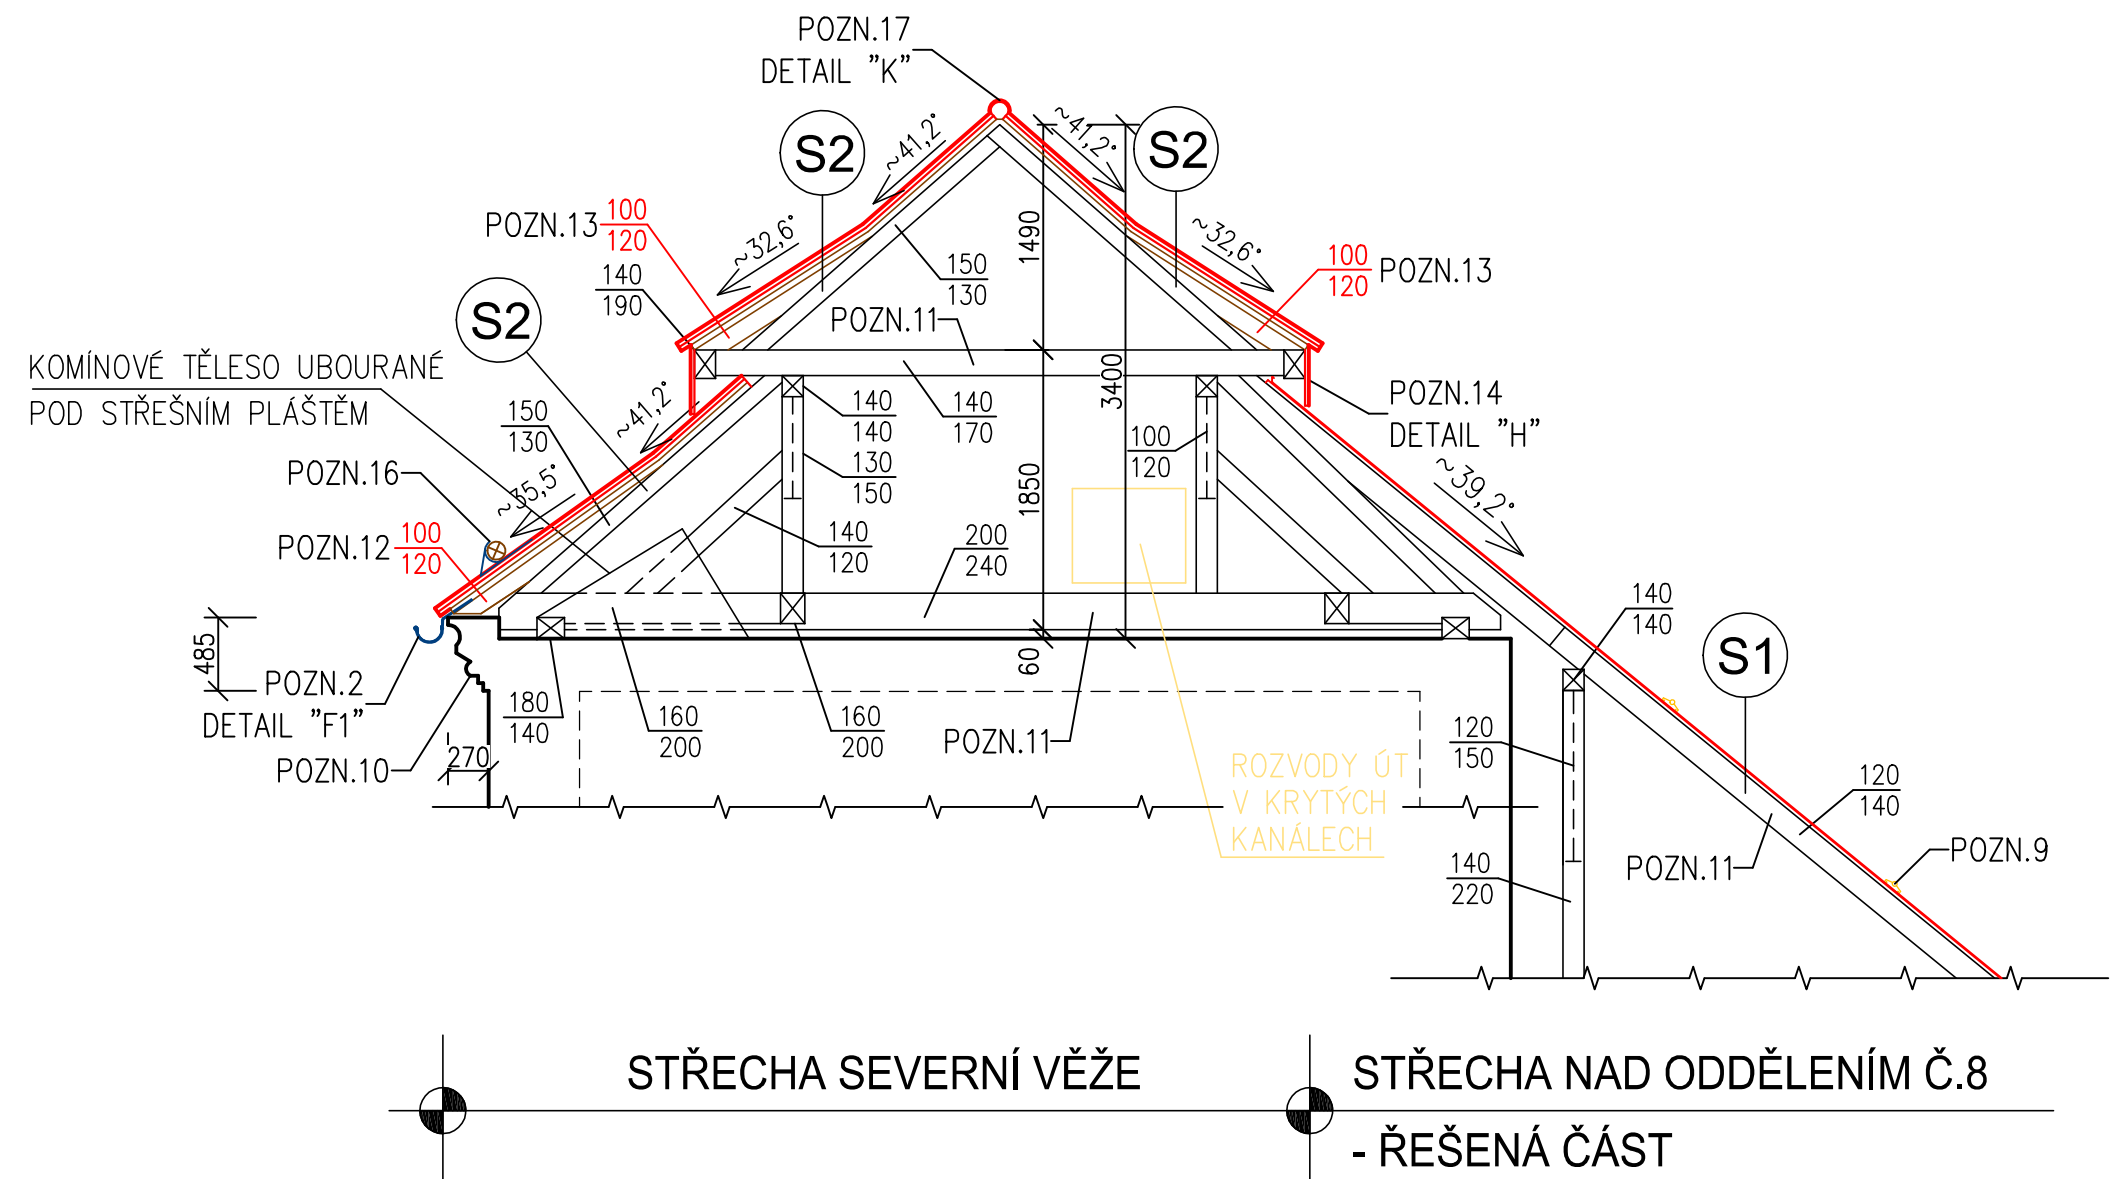 POZN.17
DETAIL "K"
S2
S2
~41,2°
~41,2°
~32,6°
~32,6°
POZN.13
100
120
100
120
POZN.13
140
190
150
130
1490
POZN.11
S2
KOMÍNOVÉ TĚLESO UBOURANÉ
POD STŘEŠNÍM PLÁŠTĚM
~41,2°
150
130
140
140
140
170
3400
POZN.14
DETAIL "H"
100
120
130
150
POZN.16
~35,5°
1850
~39,2°
POZN.12
100
120
140
120
200
240
140
140
485
60
S1
POZN.2
DETAIL "F1"
180
140
160
200
160
200
POZN.11
270
POZN.10
120
150
ROZVODY ÚT
V KRYTÝCH
KANÁLECH
120
140
140
220
POZN.11
POZN.9
STŘECHA SEVERNÍ VĚŽE
STŘECHA NAD ODDĚLENÍM Č.8
- ŘEŠENÁ ČÁST